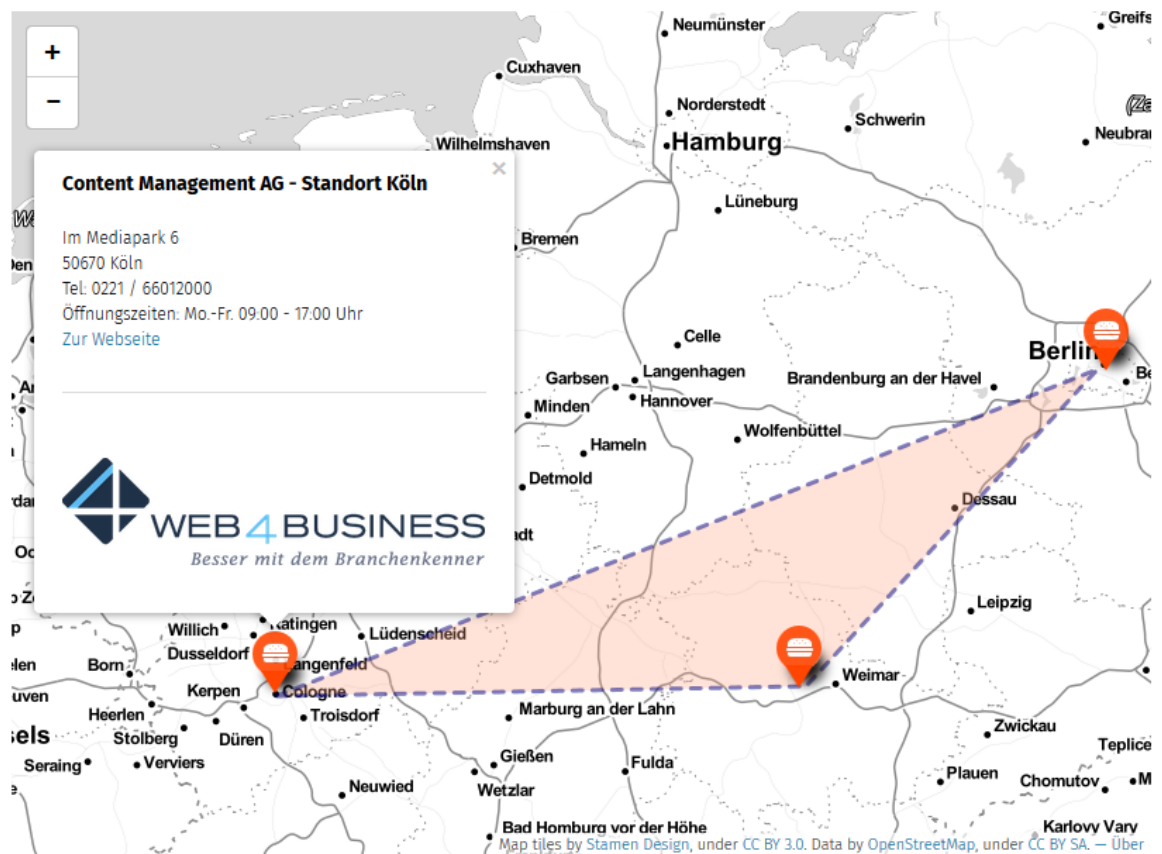 Neumünster
Greifs
+
Cuxhaven
−
Norderstedt
Schwerin
(Za
Neubra
Wilhelmshaven
Hamburg
Content Management AG - Standort Köln
×
Lüneburg
Im Mediapark 6
Bremen
50670 Köln
Tel: 0221 / 66012000
Öffnungszeiten: Mo.-Fr. 09:00 - 17:00 Uhr
Zur Webseite
Celle
Berlin
Garbsen
Langenhagen
Brandenburg an der Havel
Be
Hannover
Minden
Wolfenbüttel
Hameln
Detmold
WEB4BUSINESS
Besser mit dem Branchenkenner
Dessau
Leipzig
Willich
Ratingen
Lüdenscheid
Dusseldorf
Langenfeld
Born
Kerpen
Cologne
Weimar
Heerlen
Troisdorf
Marburg an der Lahn
Stolberg
Düren
Zwickau
Seraing
Verviers
Gießen
Fulda
Teplice
Neuwied
Wetzlar
Plauen
Chomutov
M
Bad Homburg vor der Höhe
Karlovy Vary
Map tiles by Stamen Design, under CC BY 3.0. Data by OpenStreetMap, under CC BY SA. — Über